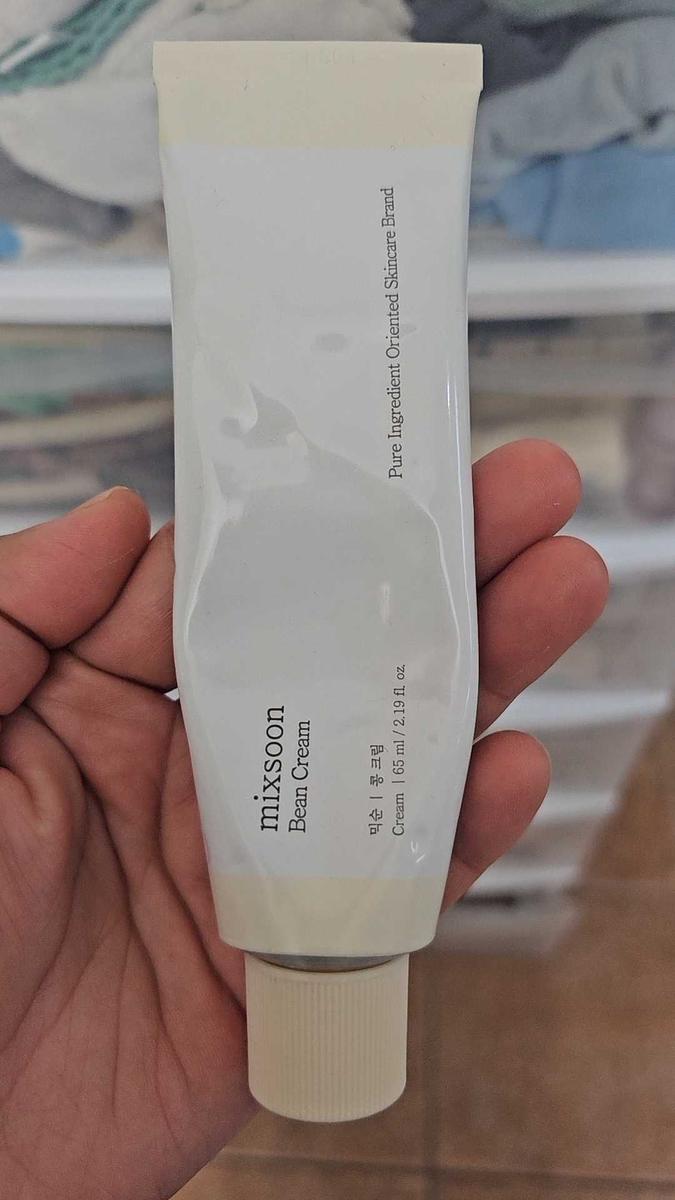 mixsoon
Bean Cream
믹순 | 콩 크림
Cream | 65 ml / 2.19 fl. oz.
Pure Ingredient Oriented Skincare Brand